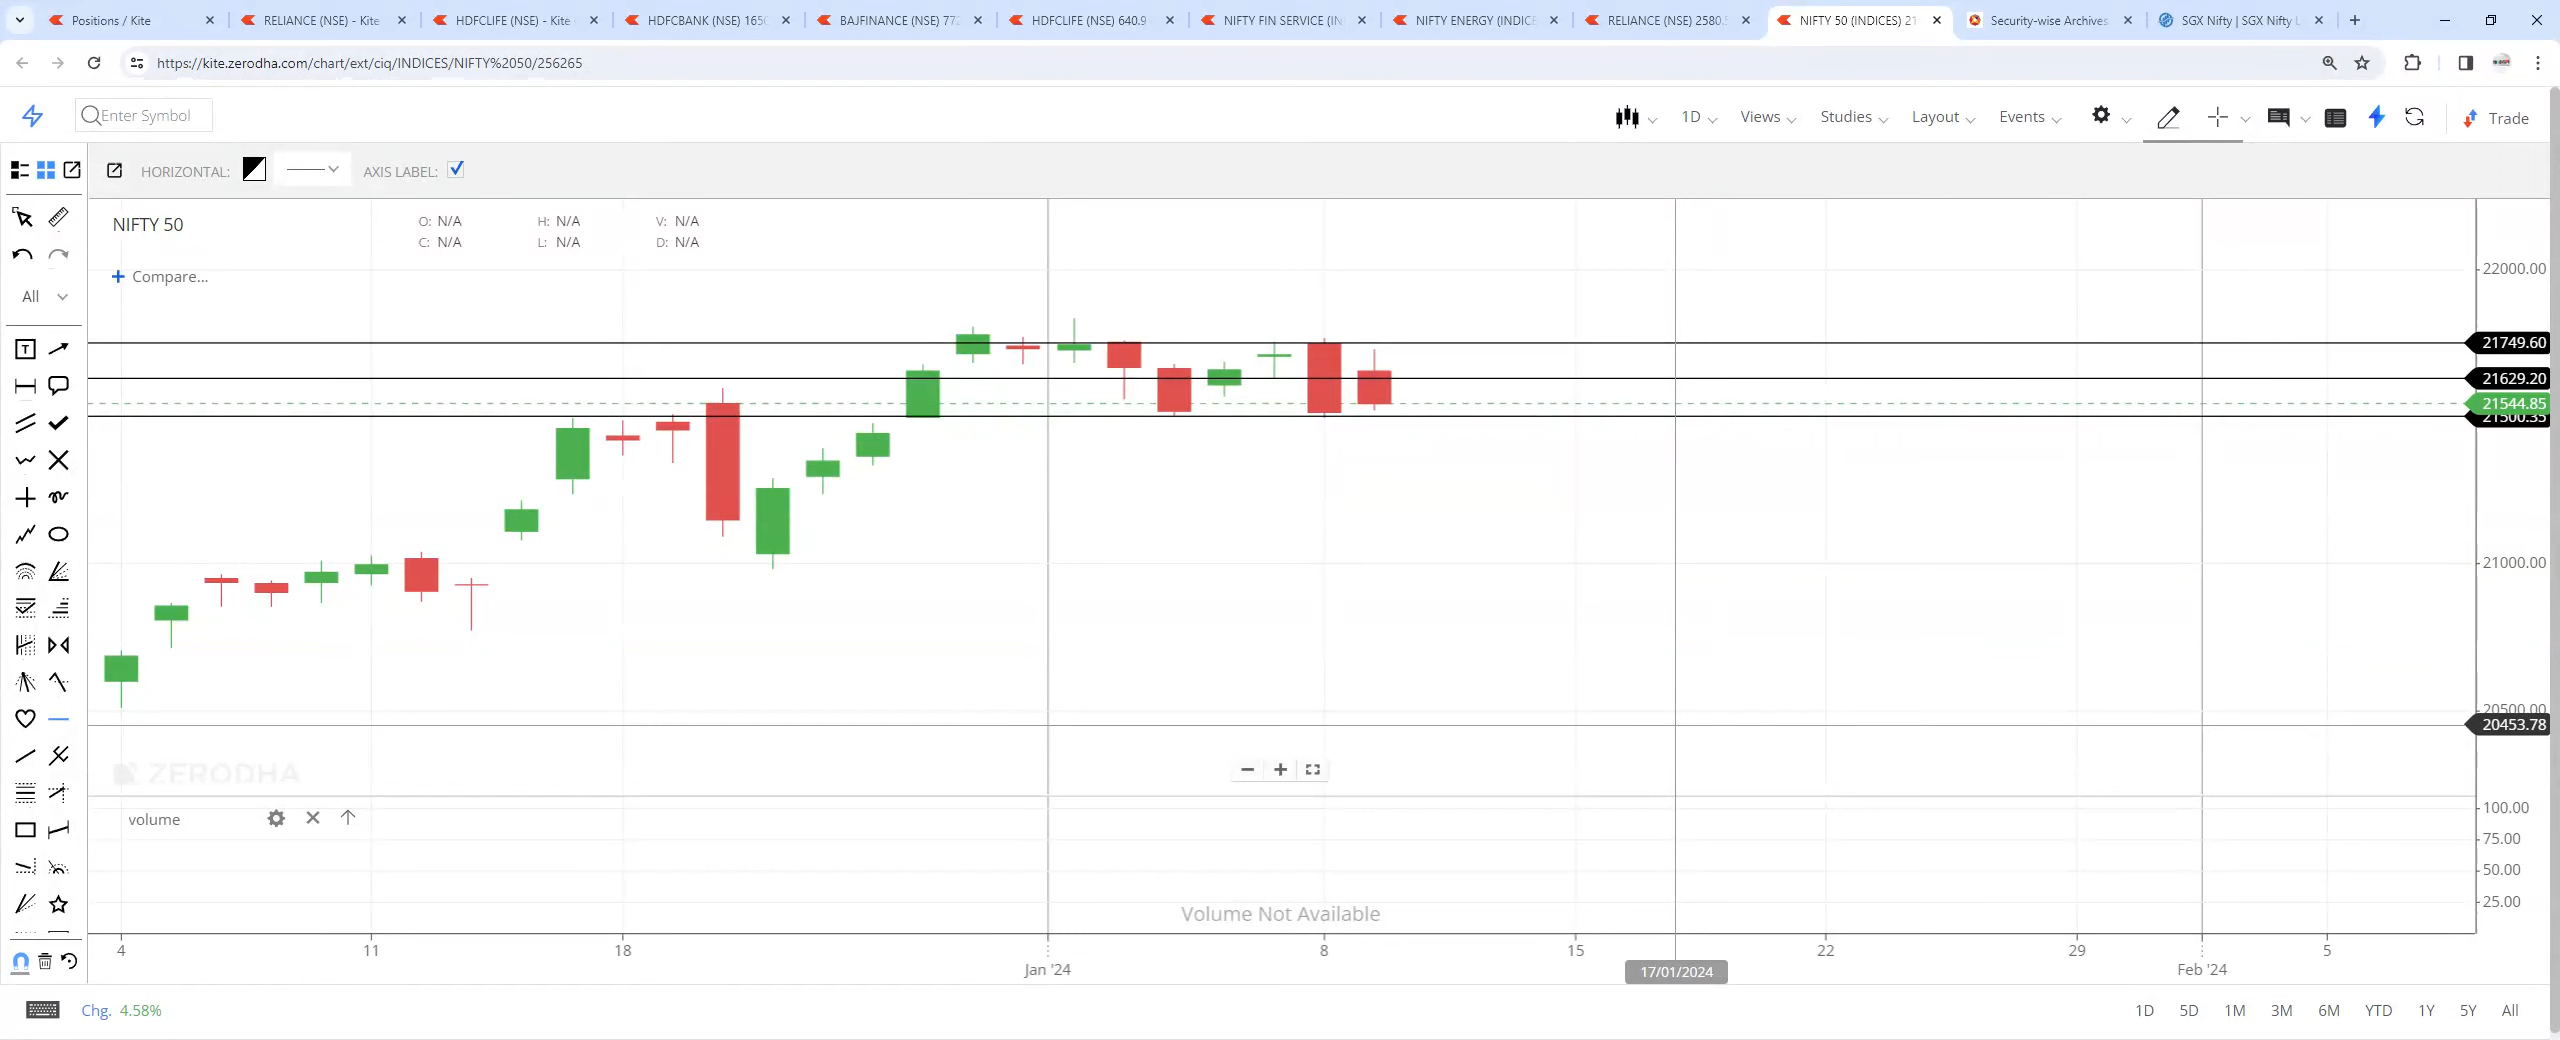 Positions / Kite
RELIANCE (NSE) - Kite
HDFCLIFE (NSE) - Kite
HDFCBANK (NSE) 165
BAJFINANCE (NSE) 77
HDFCLIFE (NSE) 640.9
NIFTY FIN SERVICE (IN
NIFTY ENERGY (INDICE
RELIANCE (NSE) 2580.
NIFTY 50 (INDICES) 21
Security-wise Archives
SGX Nifty | SGX Nifty L
https://kite.zerodha.com/chart/ext/ciq/INDICES/NIFTY%2050/256265
Enter Symbol
1D
Views
Studies
Layout
Events
Trade
HORIZONTAL:
AXIS LABEL:
NIFTY 50
O: N/A
H: N/A
V: N/A
C: N/A
L: N/A
D: N/A
+ Compare...
All
T
22000.00
21749.60
21629.20
21544.85
21500.35
21000.00
20500.00
20453.78
ZERODHA
volume
100.00
75.00
50.00
25.00
Volume Not Available
4
11
18
8
15
22
29
5
Jan '24
17/01/2024
Feb '24
Chg. 4.58%
1D
5D
1M
3M
6M
YTD
1Y
5Y
All